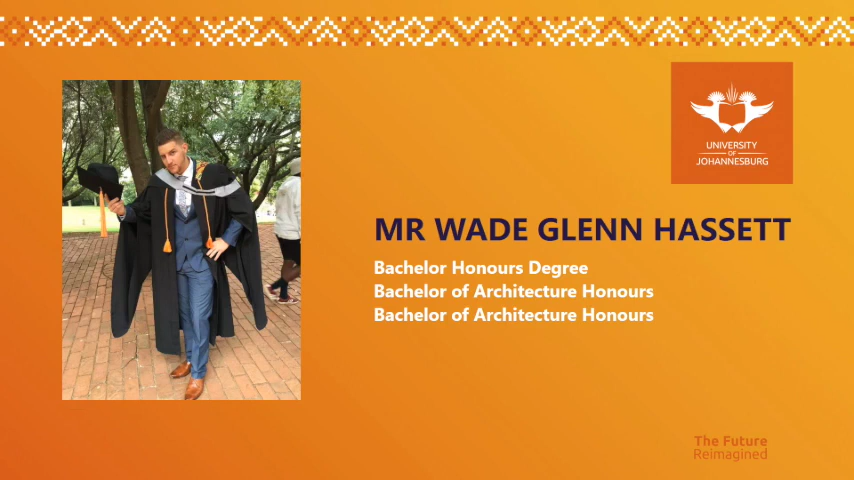 UNIVERSITY
OF
JOHANNESBURG
MR WADE GLENN HASSETT
Bachelor Honours Degree
Bachelor of Architecture Honours
Bachelor of Architecture Honours
The Future
Reimagined